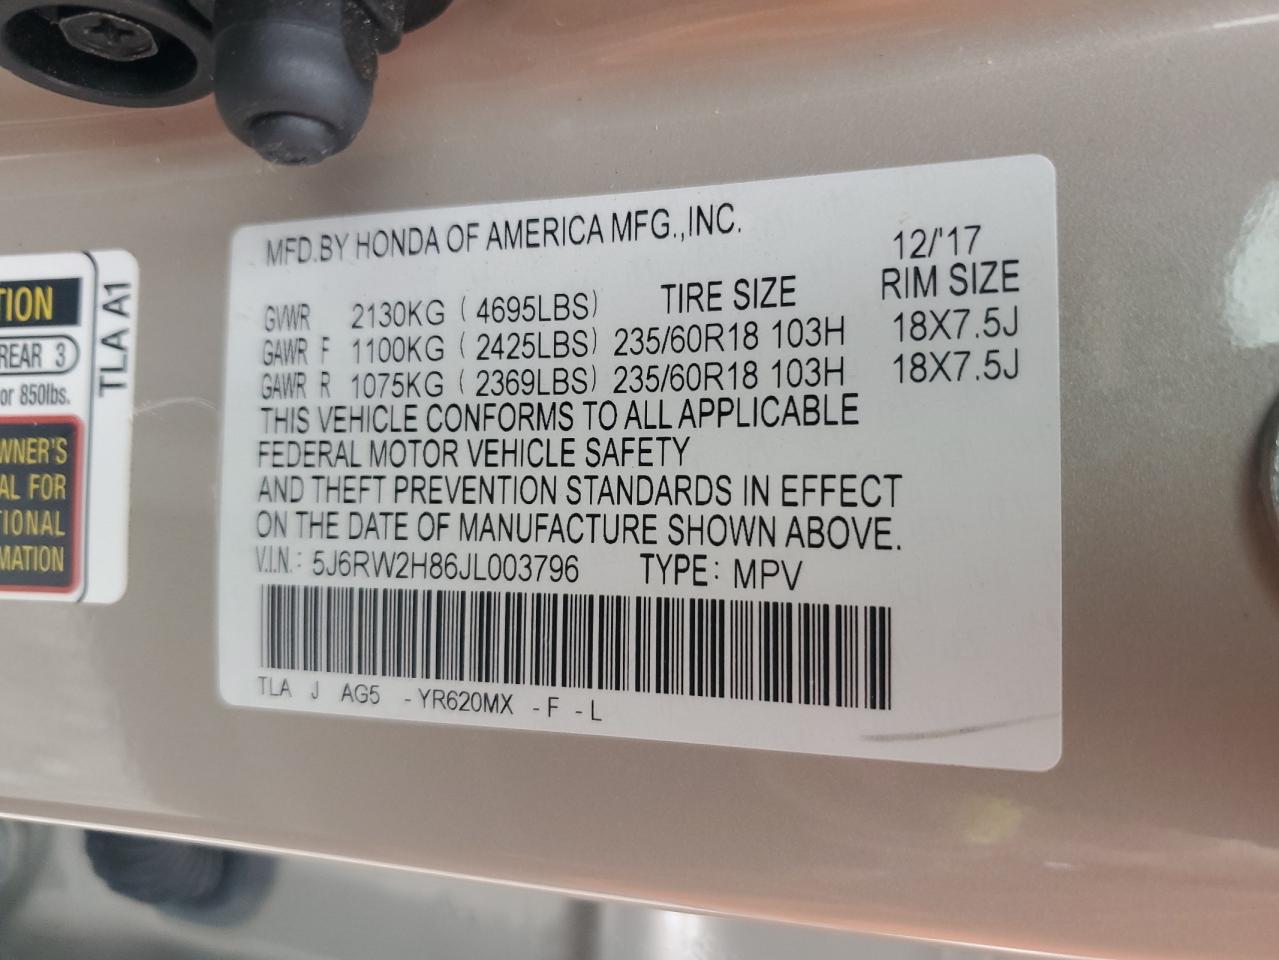 MFD.BY HONDA OF AMERICA MFG.,INC. 12/'17
GVWR 2130KG (4695LBS) TIRE SIZE RIM SIZE
GAWR F 1100KG (2425LBS) 235/60R18 103H 18X7.5J
GAWR R 1075KG (2369LBS) 235/60R18 103H 18X7.5J
THIS VEHICLE CONFORMS TO ALL APPLICABLE
FEDERAL MOTOR VEHICLE SAFETY
AND THEFT PREVENTION STANDARDS IN EFFECT
ON THE DATE OF MANUFACTURE SHOWN ABOVE.
V.I.N.: 5J6RW2H86JL003796 TYPE: MPV
TLA J AG5 -YR620MX -F -L
TION
REAR 3
or 850lbs.
WNER'S
AL FOR
TIONAL
MATION
TLA A1